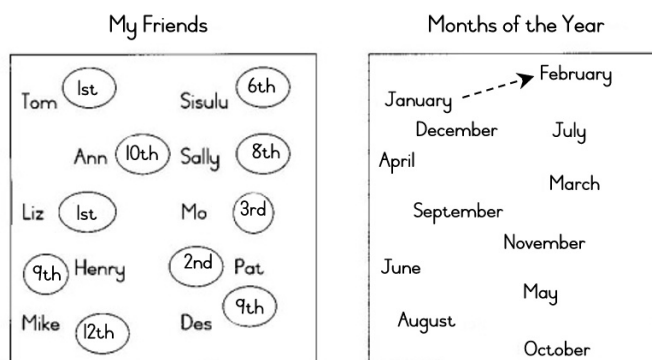 My Friends
Tom 1st
Sisulu 6th
Ann 10th
Sally 8th
Liz 1st
Mo 3rd
9th Henry
2nd Pat
Mike 12th
Des 9th
Months of the Year
January
February
December
July
April
March
September
November
June
May
August
October